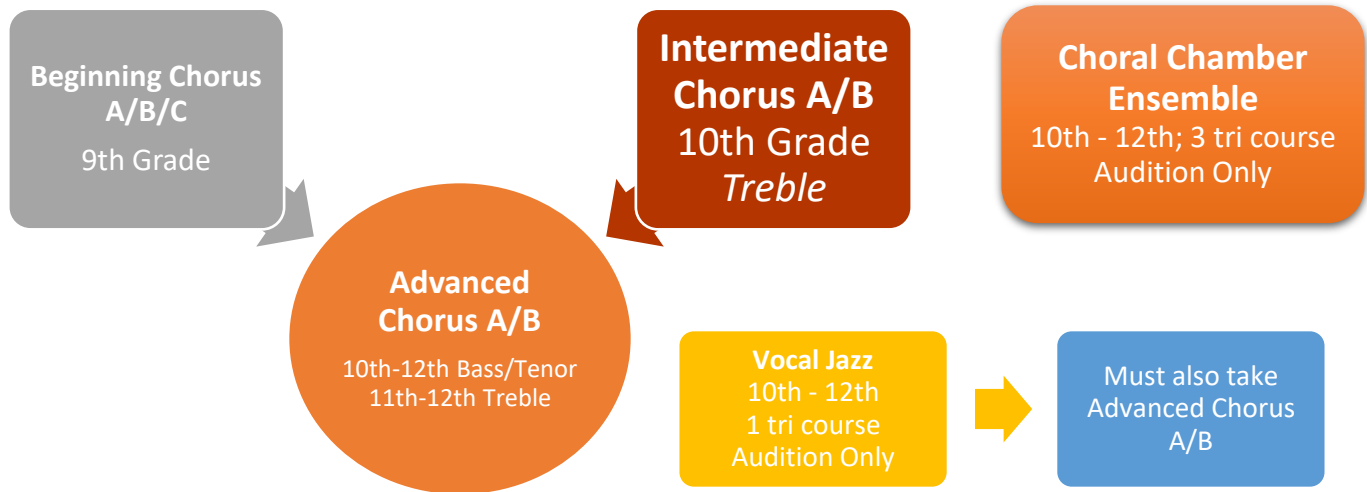 Beginning Chorus
A/B/C
9th Grade
Intermediate
Chorus A/B
10th Grade
Treble
Choral Chamber
Ensemble
10th - 12th; 3 tri course
Audition Only
Advanced
Chorus A/B
10th-12th Bass/Tenor
11th-12th Treble
Vocal Jazz
10th - 12th
1 tri course
Audition Only
Must also take
Advanced Chorus
A/B